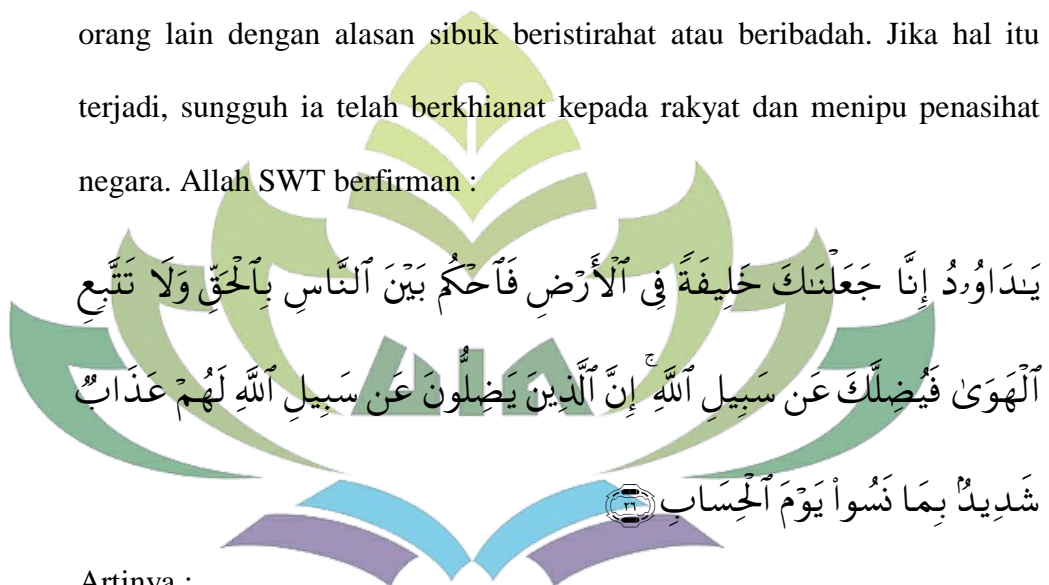 orang lain dengan alasan sibuk beristirahat atau beribadah. Jika hal itu
terjadi, sungguh ia telah berkhianat kepada rakyat dan menipu penasihat
negara. Allah SWT berfirman :
يَـٰدَاوُۥدُ إِنَّا جَعَلْنَـٰكَ خَلِيفَةًۭ فِى ٱلْأَرْضِ فَٱحْكُم بَيْنَ ٱلنَّاسِ بِٱلْحَقِّ وَلَا تَتَّبِعِ
ٱلْهَوَىٰ فَيُضِلَّكَ عَن سَبِيلِ ٱللَّهِ ۚ إِنَّ ٱلَّذِينَ يَضِلُّونَ عَن سَبِيلِ ٱللَّهِ لَهُمْ عَذَابٌۭ
شَدِيدٌۢ بِمَا نَسُوا۟ يَوْمَ ٱلْحِسَابِ ٢٦
Artinya :